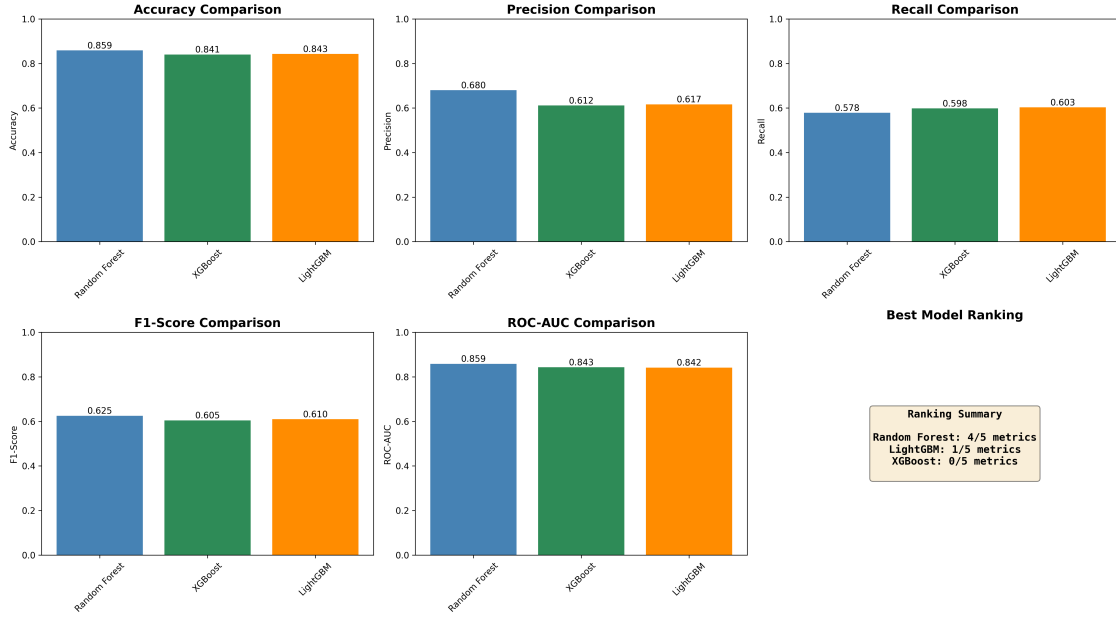 Accuracy Comparison
1.0
0.8
0.6
0.4
0.2
0.0
Accuracy
0.859
0.841
0.843
Random Forest
XGBoost
LightGBM
Precision Comparison
1.0
0.8
0.6
0.4
0.2
0.0
Precision
0.680
0.612
0.617
Random Forest
XGBoost
LightGBM
Recall Comparison
1.0
0.8
0.6
0.4
0.2
0.0
Recall
0.578
0.598
0.603
Random Forest
XGBoost
LightGBM
F1-Score Comparison
1.0
0.8
0.6
0.4
0.2
0.0
F1-Score
0.625
0.605
0.610
Random Forest
XGBoost
LightGBM
ROC-AUC Comparison
1.0
0.8
0.6
0.4
0.2
0.0
ROC-AUC
0.859
0.843
0.842
Random Forest
XGBoost
LightGBM
Best Model Ranking
Ranking Summary
Random Forest: 4/5 metrics
LightGBM: 1/5 metrics
XGBoost: 0/5 metrics